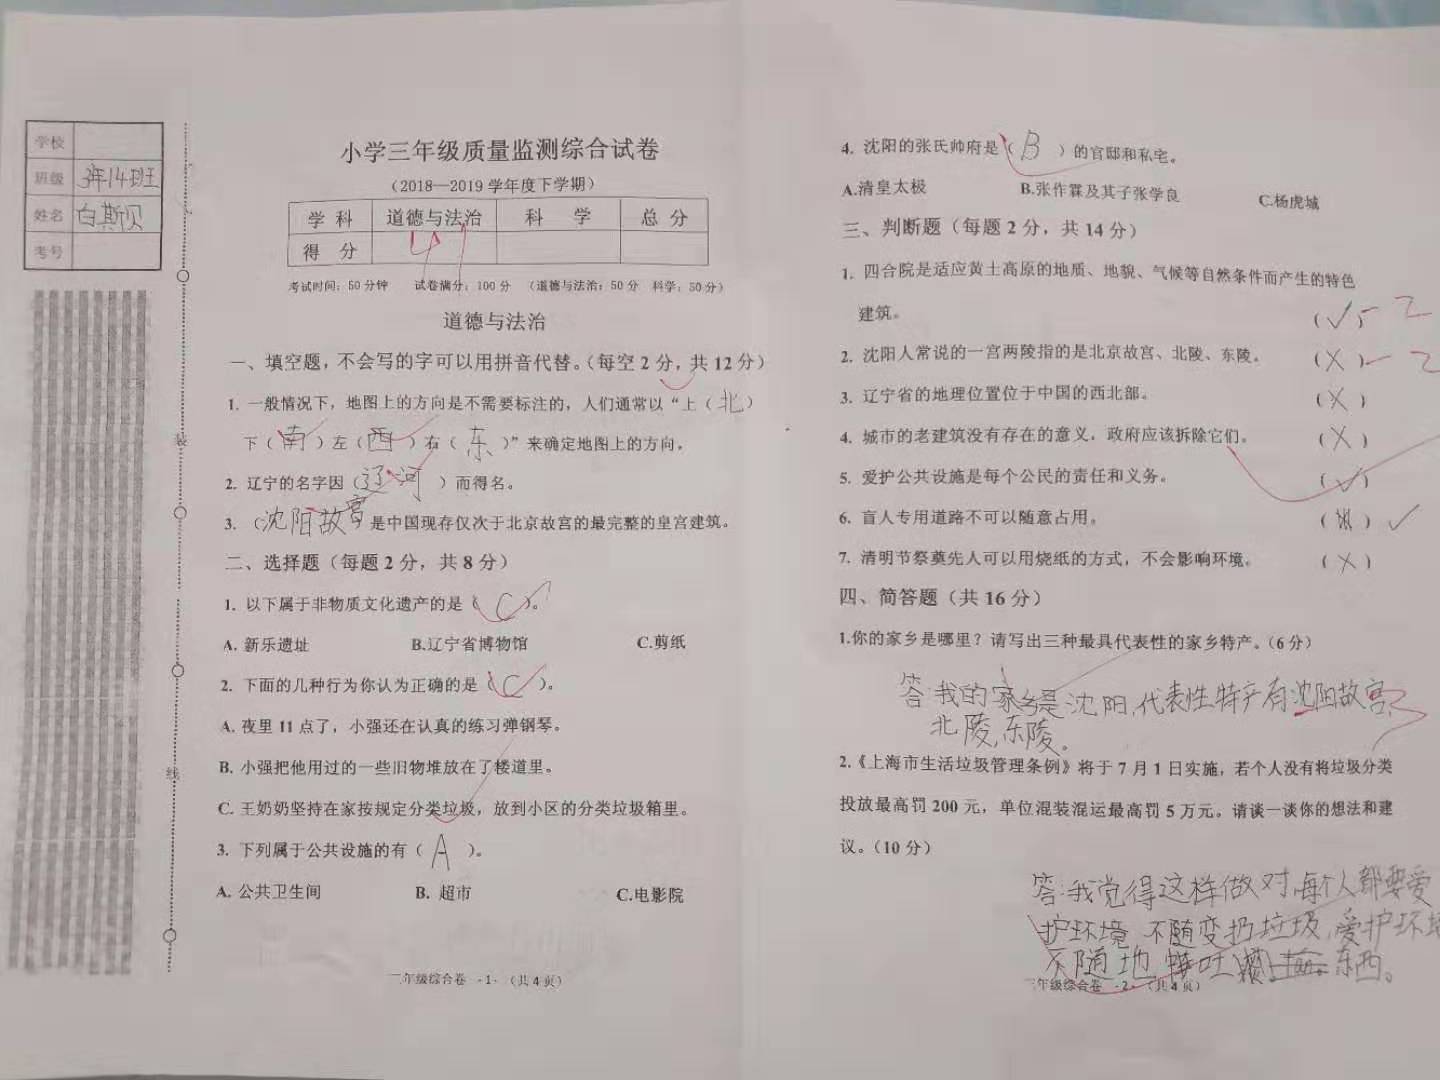 学校
班级 3年14班
姓名 白斯贝
考号
装
线
小学三年级质量监测综合试卷
（2018—2019 学年度下学期）
学 科 道德与法治 科 学 总 分
得 分
考试时间：50 分钟 试卷满分：100 分 （道德与法治：50 分 科学：50 分）
道德与法治
一、填空题，不会写的字可以用拼音代替。（每空 2 分，共 12 分）
1. 一般情况下，地图上的方向是不需要标注的，人们通常以“上（北）
下（南）左（西）右（东）”来确定地图上的方向，
2. 辽宁的名字因（辽河）而得名。
3. （沈阳故宫是中国现存仅次于北京故宫的最完整的皇宫建筑。
二、选择题（每题 2 分，共 8 分）
1. 以下属于非物质文化遗产的是（C）。
A. 新乐遗址 B.辽宁省博物馆 C.剪纸
2. 下面的几种行为你认为正确的是（C）。
A. 夜里 11 点了，小强还在认真的练习弹钢琴。
B. 小强把他用过的一些旧物堆放在了楼道里。
C. 王奶奶坚持在家按规定分类垃圾，放到小区的分类垃圾箱里。
3. 下列属于公共设施的有（A）。
A. 公共卫生间 B. 超市 C.电影院
三年级综合卷 - 1 - （共 4 页）
4. 沈阳的张氏帅府是（B）的官邸和私宅。
A.清皇太极 B.张作霖及其子张学良 C.杨虎城
三、判断题（每题 2 分，共 14 分）
1. 四合院是适应黄土高原的地质、地貌、气候等自然条件而产生的特色
建筑。 （√） -2
2. 沈阳人常说的一宫两陵指的是北京故宫、北陵、东陵。 （X） -2
3. 辽宁省的地理位置位于中国的西北部。 （X）
4. 城市的老建筑没有存在的意义，政府应该拆除它们。 （X）
5. 爱护公共设施是每个公民的责任和义务。 （√）
6. 盲人专用道路不可以随意占用。 （ ）√
7. 清明节祭奠先人可以用烧纸的方式，不会影响环境。 （X）
四、简答题（共 16 分）
1.你的家乡是哪里？请写出三种最具代表性的家乡特产。（6 分）
答:我的家乡是沈阳,代表性特产有沈阳故宫,
北陵,东陵。
2.《上海市生活垃圾管理条例》将于 7 月 1 日实施，若个人没有将垃圾分类
投放最高罚 200 元，单位混装混运最高罚 5 万元。请谈一谈你的想法和建
议。（10 分）
答:我觉得这样做对,每个人都要爱
护环境,不随变扔垃圾,爱护环境
不随地 吐 东西。
三年级综合卷 - 2 - （共 4 页）